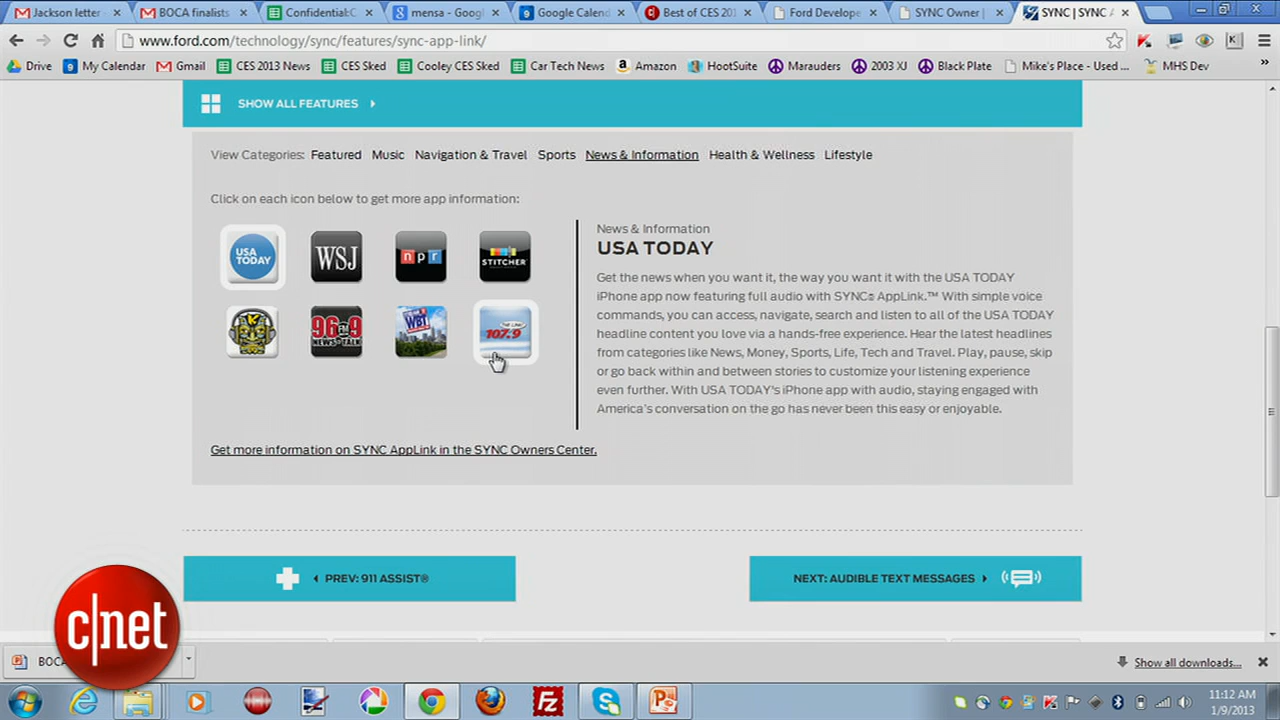 Jackson letter
BOCA finalists
Confidential:C
mensa - Googl
Google Calend
Best of CES 201
Ford Develope
SYNC Owner |
SYNC | SYNC A
www.ford.com/technology/sync/features/sync-app-link/
Drive
My Calendar
Gmail
CES 2013 News
CES Sked
Cooley CES Sked
Car Tech News
Amazon
HootSuite
Marauders
2003 XJ
Black Plate
Mike's Place - Used ...
MHS Dev
SHOW ALL FEATURES
View Categories: Featured Music Navigation & Travel Sports News & Information Health & Wellness Lifestyle
Click on each icon below to get more app information:
USA TODAY
WSJ
npr
STITCHER
96FM9
NEWS TALK
WBT
107.9
News & Information
USA TODAY
Get the news when you want it, the way you want it with the USA TODAY
iPhone app now featuring full audio with SYNC® AppLink.™ With simple voice
commands, you can access, navigate, search and listen to all of the USA TODAY
headline content you love via a hands-free experience. Hear the latest headlines
from categories like News, Money, Sports, Life, Tech and Travel. Play, pause, skip
or go back within and between stories to customize your listening experience
even further. With USA TODAY's iPhone app with audio, staying engaged with
America's conversation on the go has never been this easy or enjoyable.
Get more information on SYNC AppLink in the SYNC Owners Center.
PREV: 911 ASSIST®
NEXT: AUDIBLE TEXT MESSAGES
c|net
BOC
Show all downloads...
11:12 AM
1/9/2013